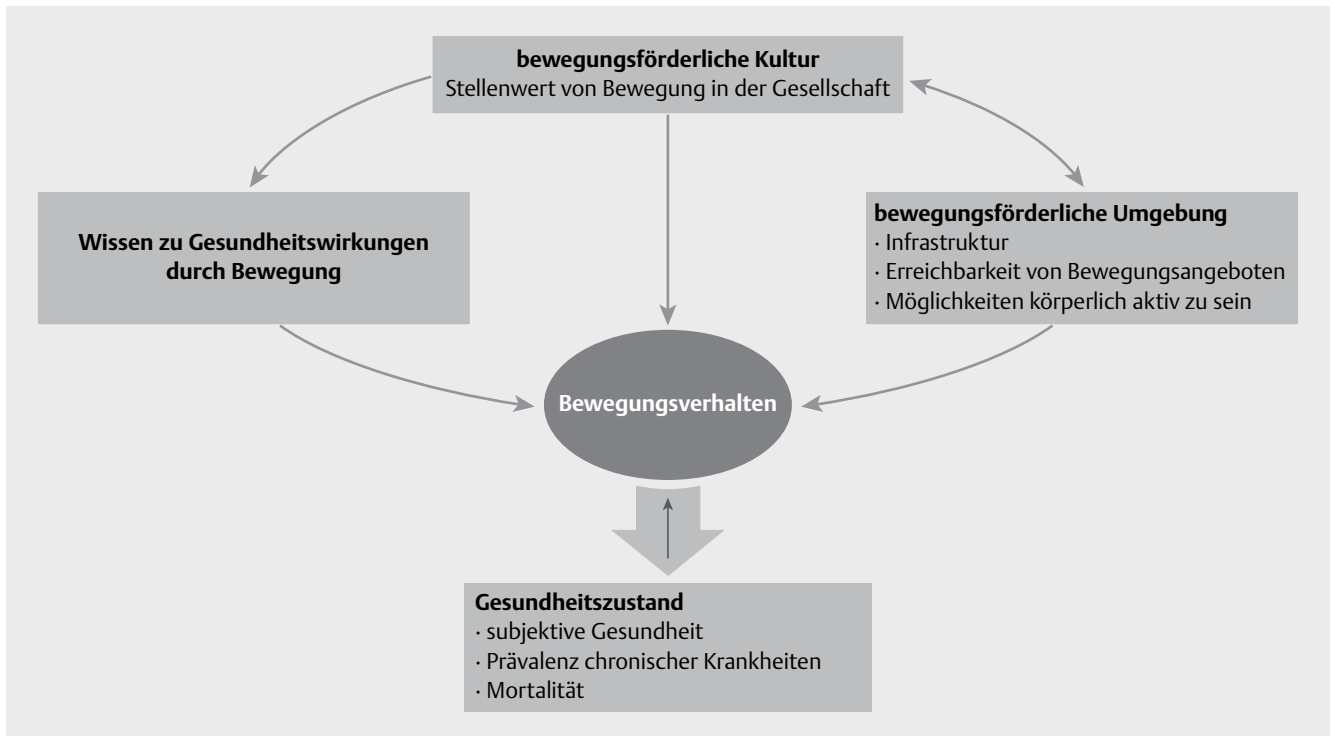 bewegungsförderliche Kultur
Stellenwert von Bewegung in der Gesellschaft
Wissen zu Gesundheitswirkungen
durch Bewegung
bewegungsförderliche Umgebung
· Infrastruktur
· Erreichbarkeit von Bewegungsangeboten
· Möglichkeiten körperlich aktiv zu sein
Bewegungsverhalten
Gesundheitszustand
· subjektive Gesundheit
· Prävalenz chronischer Krankheiten
· Mortalität